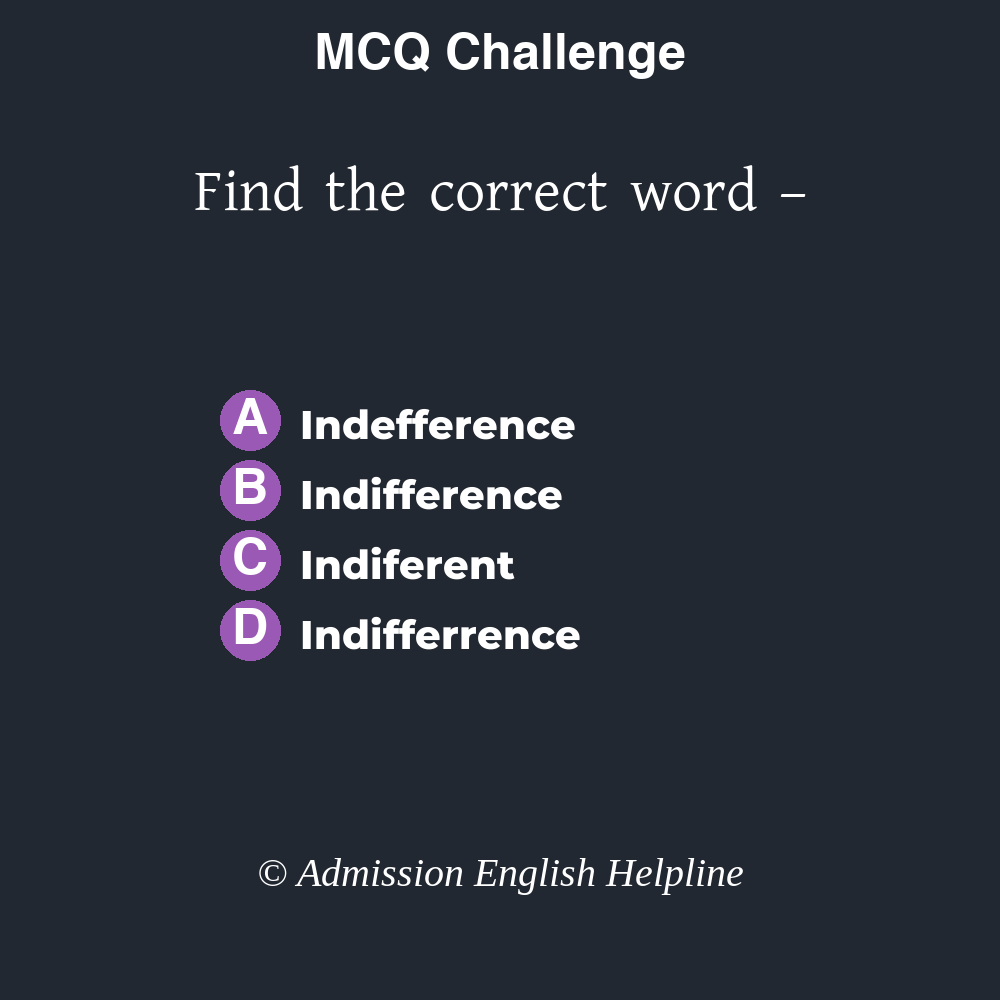 MCQ Challenge
Find the correct word –
A Indefference
B Indifference
C Indiferent
D Indifferrence
© Admission English Helpline